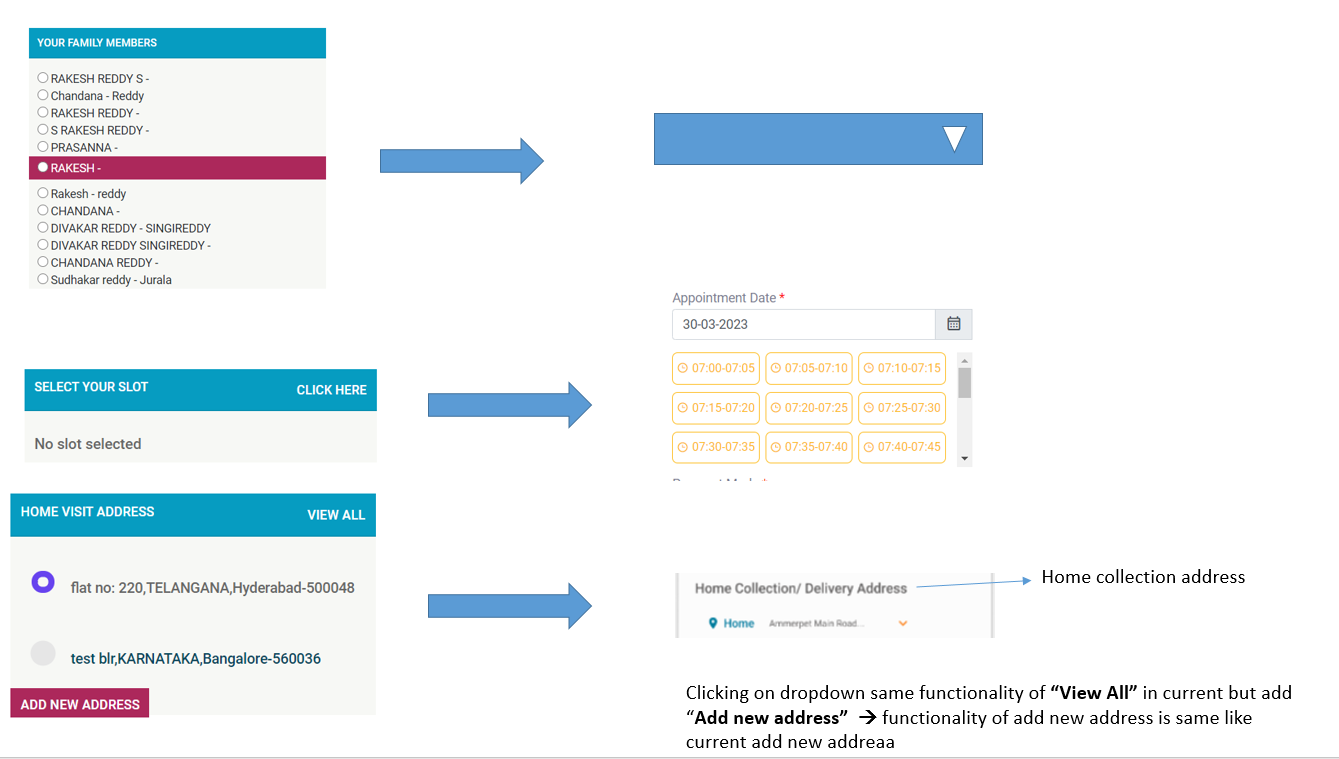 YOUR FAMILY MEMBERS
RAKESH REDDY S -
Chandana - Reddy
RAKESH REDDY -
S RAKESH REDDY -
PRASANNA -
RAKESH -
Rakesh - reddy
CHANDANA -
DIVAKAR REDDY - SINGIREDDY
DIVAKAR REDDY SINGIREDDY -
CHANDANA REDDY -
Sudhakar reddy - Jurala
Appointment Date *
30-03-2023
07:00-07:05 07:05-07:10 07:10-07:15
07:15-07:20 07:20-07:25 07:25-07:30
07:30-07:35 07:35-07:40 07:40-07:45
SELECT YOUR SLOT CLICK HERE
No slot selected
HOME VISIT ADDRESS VIEW ALL
flat no: 220,TELANGANA,Hyderabad-500048
test blr,KARNATAKA,Bangalore-560036
ADD NEW ADDRESS
Home Collection/ Delivery Address
Home collection address
Home Ammerpet Main Road...
Clicking on dropdown same functionality of “View All” in current but add
“Add new address” → functionality of add new address is same like
current add new addreaa